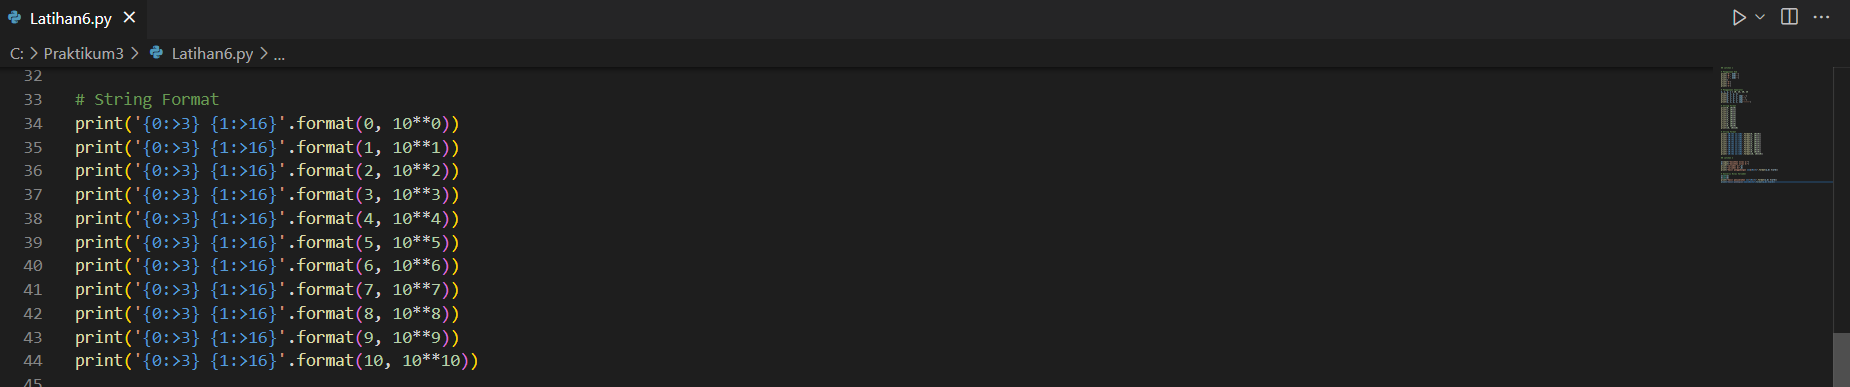 Latihan6.py
C: > Praktikum3 > Latihan6.py > ...
32
33 # String Format
34 print('{0:>3} {1:>16}'.format(0, 10**0))
35 print('{0:>3} {1:>16}'.format(1, 10**1))
36 print('{0:>3} {1:>16}'.format(2, 10**2))
37 print('{0:>3} {1:>16}'.format(3, 10**3))
38 print('{0:>3} {1:>16}'.format(4, 10**4))
39 print('{0:>3} {1:>16}'.format(5, 10**5))
40 print('{0:>3} {1:>16}'.format(6, 10**6))
41 print('{0:>3} {1:>16}'.format(7, 10**7))
42 print('{0:>3} {1:>16}'.format(8, 10**8))
43 print('{0:>3} {1:>16}'.format(9, 10**9))
44 print('{0:>3} {1:>16}'.format(10, 10**10))
45